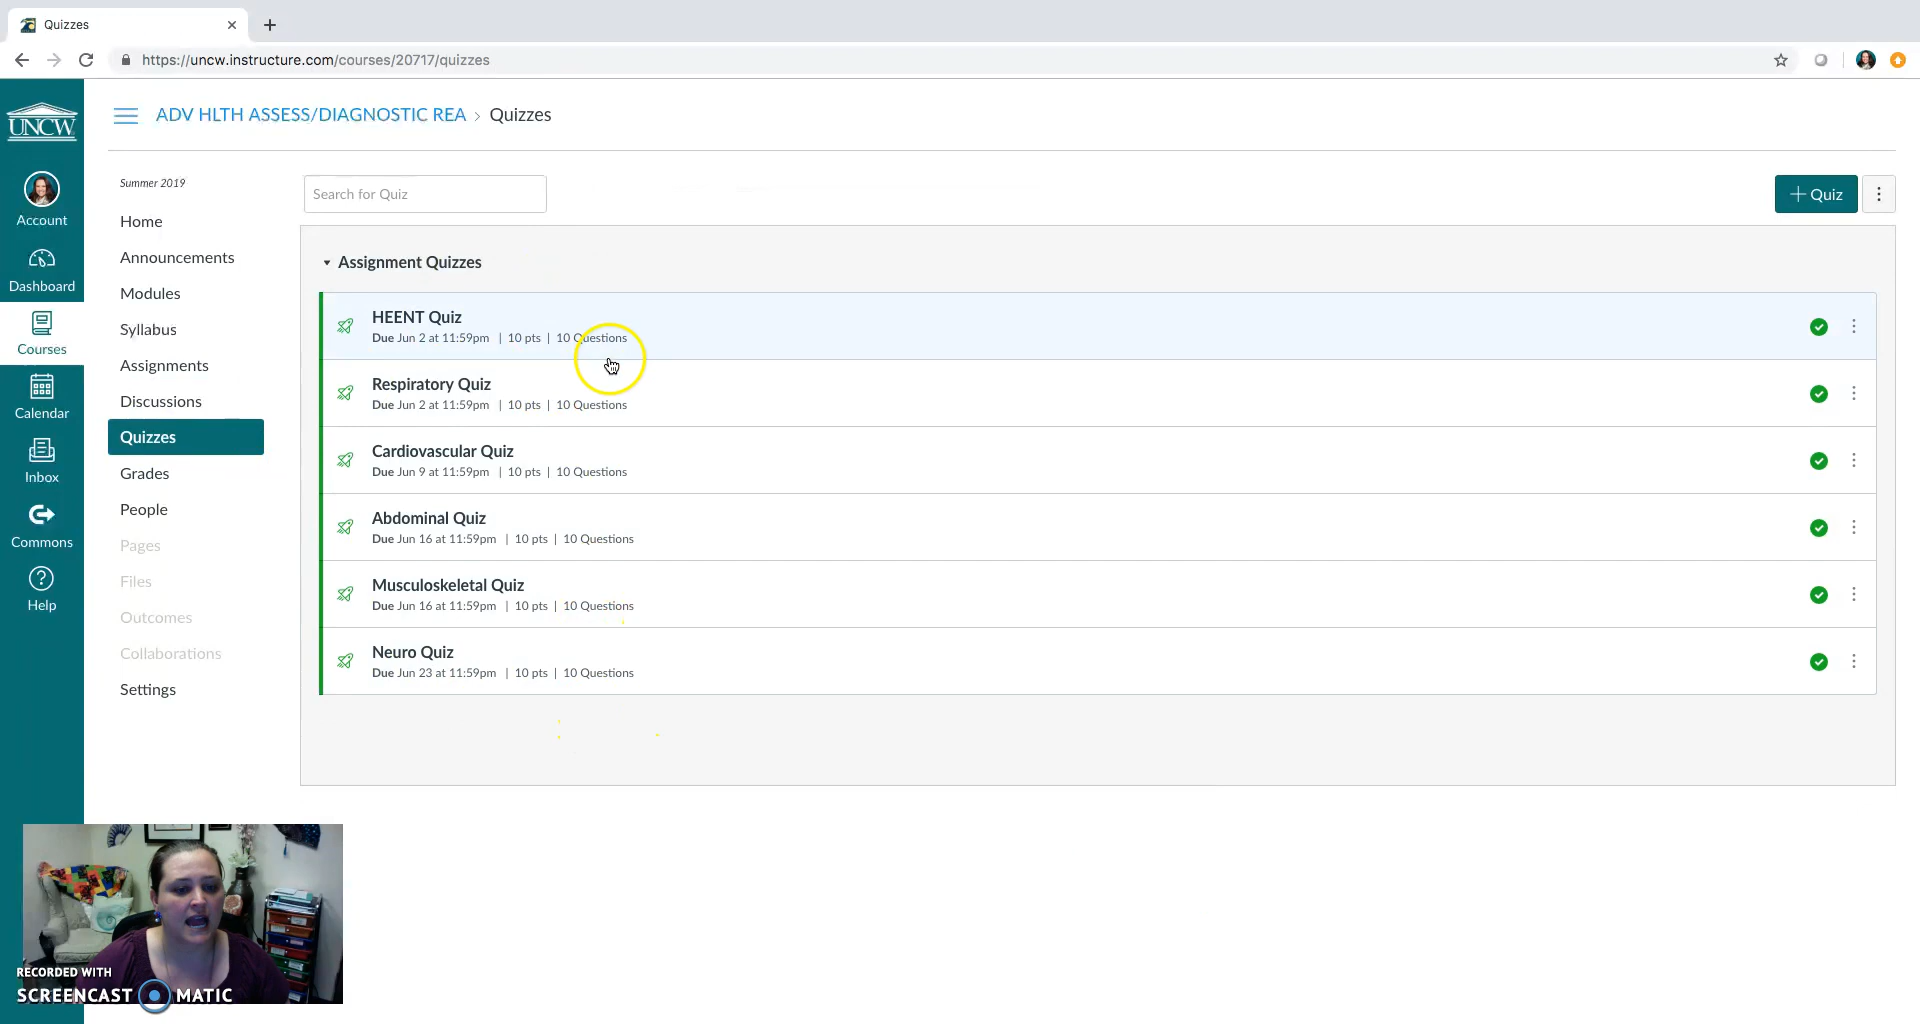 Quizzes
https://uncw.instructure.com/courses/20717/quizzes
UNCW
ADV HLTH ASSESS/DIAGNOSTIC REA > Quizzes
Account
Dashboard
Courses
Calendar
Inbox
Commons
Help
Summer 2019
Home
Announcements
Modules
Syllabus
Assignments
Discussions
Quizzes
Grades
People
Pages
Files
Outcomes
Collaborations
Settings
Search for Quiz
+ Quiz
Assignment Quizzes
HEENT Quiz
Due Jun 2 at 11:59pm | 10 pts | 10 Questions
Respiratory Quiz
Due Jun 2 at 11:59pm | 10 pts | 10 Questions
Cardiovascular Quiz
Due Jun 9 at 11:59pm | 10 pts | 10 Questions
Abdominal Quiz
Due Jun 16 at 11:59pm | 10 pts | 10 Questions
Musculoskeletal Quiz
Due Jun 16 at 11:59pm | 10 pts | 10 Questions
Neuro Quiz
Due Jun 23 at 11:59pm | 10 pts | 10 Questions
RECORDED WITH
SCREENCAST MATIC